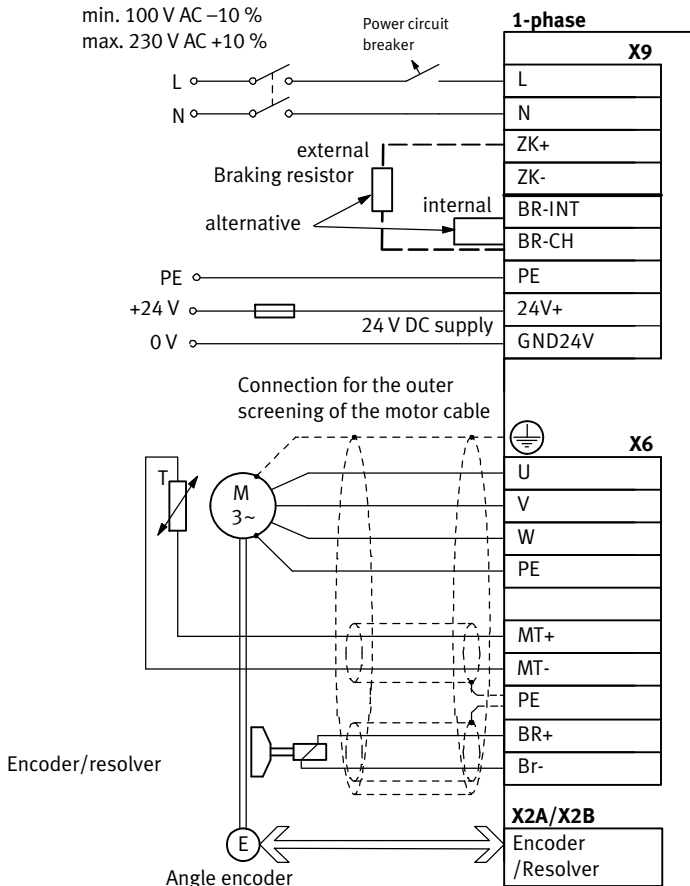 min. 100 V AC –10 %
max. 230 V AC +10 %
Power circuit
breaker
1-phase
X9
L
L
N
N
external
ZK+
Braking resistor
ZK-
alternative
internal
BR-INT
BR-CH
PE
PE
+24 V
24V+
24 V DC supply
0 V
GND24V
Connection for the outer
screening of the motor cable
X6
T
M
3~
U
V
W
PE
MT+
MT-
PE
BR+
Encoder/resolver
Br-
X2A/X2B
E
Encoder
/Resolver
Angle encoder